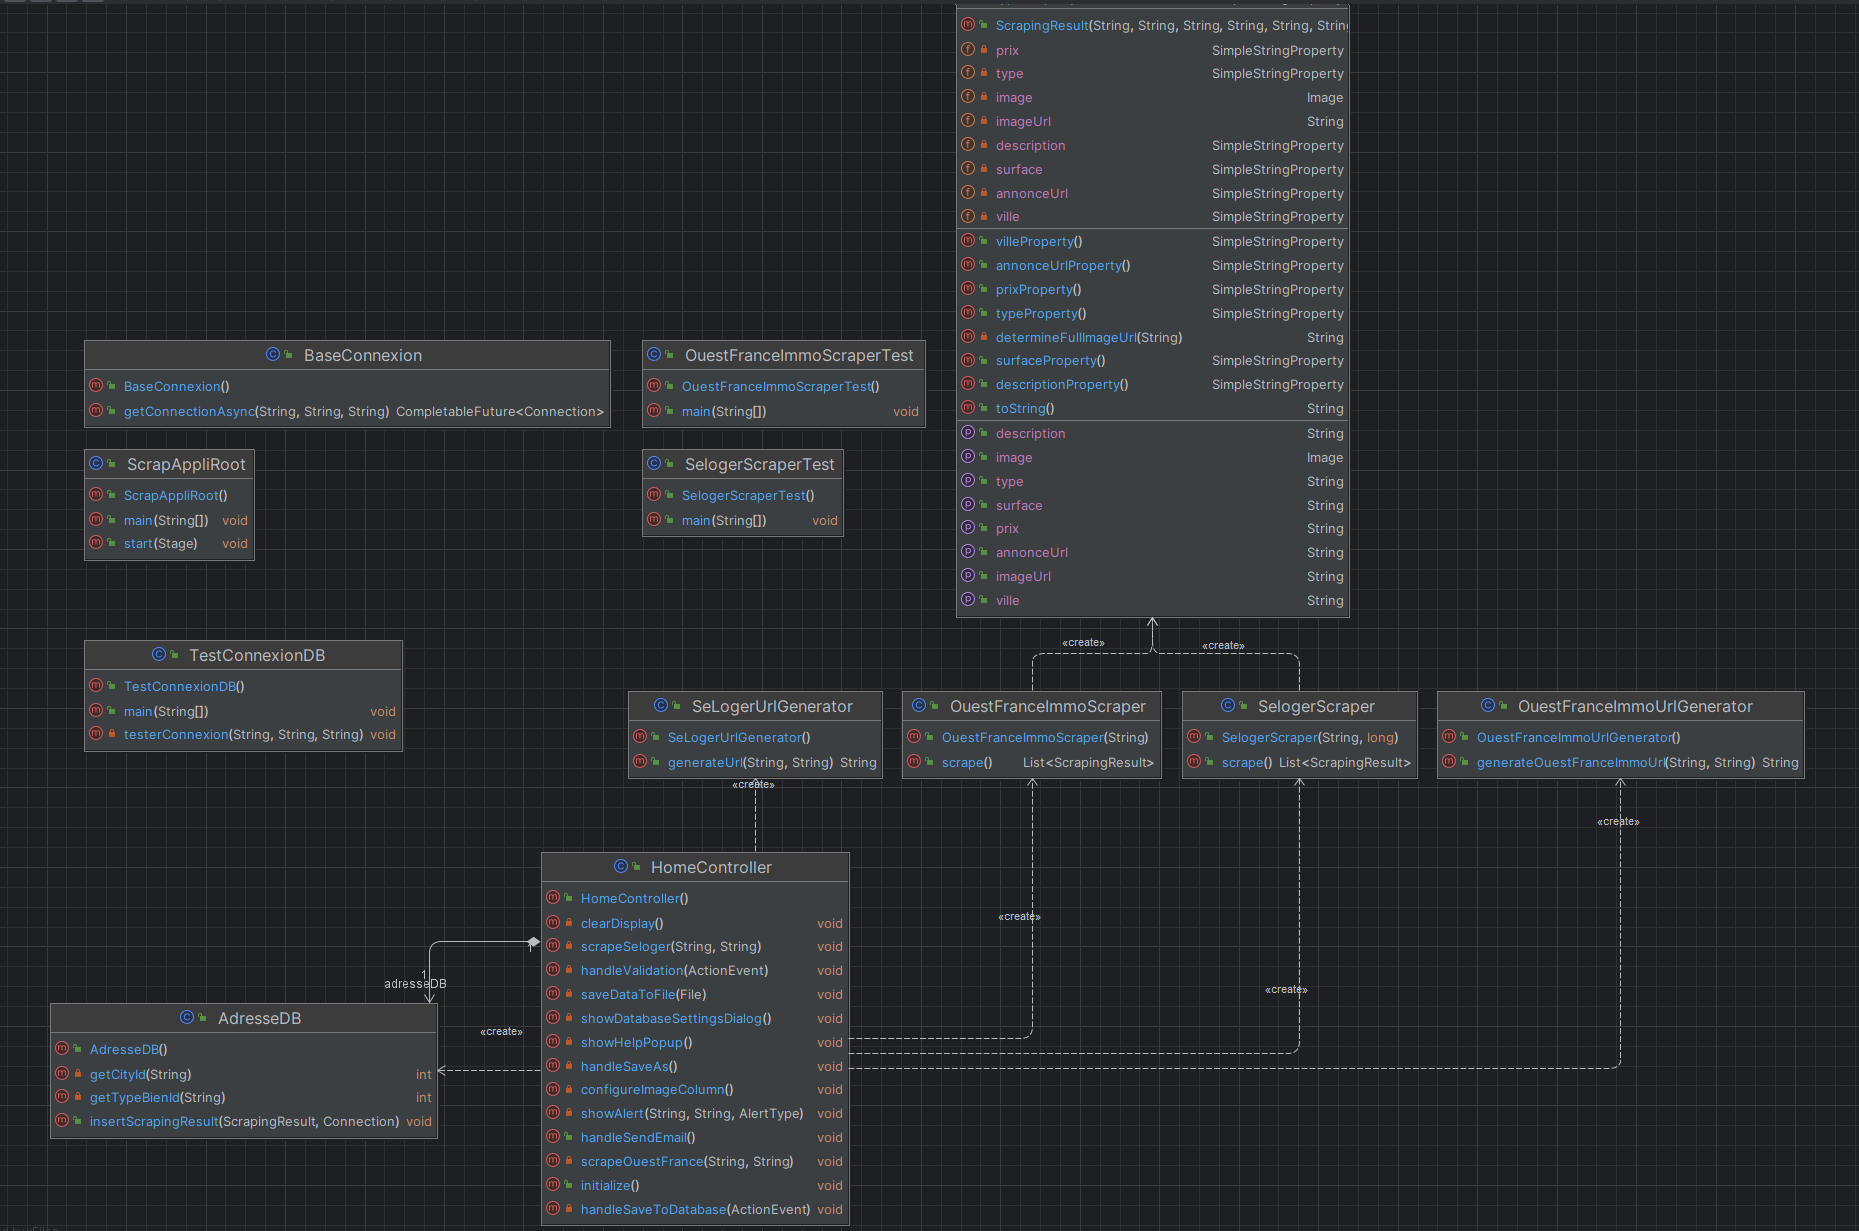 ScrapingResult(String, String, String, String, String, Strin
prix SimpleStringProperty
type SimpleStringProperty
image Image
imageUrl String
description SimpleStringProperty
surface SimpleStringProperty
annonceUrl SimpleStringProperty
ville SimpleStringProperty
villeProperty() SimpleStringProperty
annonceUrlProperty() SimpleStringProperty
prixProperty() SimpleStringProperty
typeProperty() SimpleStringProperty
determineFullImageUrl(String) String
surfaceProperty() SimpleStringProperty
descriptionProperty() SimpleStringProperty
toString() String
description String
image Image
type String
surface String
prix String
annonceUrl String
imageUrl String
ville String
BaseConnexion
BaseConnexion()
getConnectionAsync(String, String, String) CompletableFuture<Connection>
OuestFranceImmoScraperTest
OuestFranceImmoScraperTest()
main(String[]) void
ScrapAppliRoot
ScrapAppliRoot()
main(String[]) void
start(Stage) void
SelogerScraperTest
SelogerScraperTest()
main(String[]) void
TestConnexionDB
TestConnexionDB()
main(String[]) void
testerConnexion(String, String, String) void
«create»
«create»
SeLogerUrlGenerator
SeLogerUrlGenerator()
generateUrl(String, String) String
OuestFranceImmoScraper
OuestFranceImmoScraper(String)
scrape() List<ScrapingResult>
SelogerScraper
SelogerScraper(String, long)
scrape() List<ScrapingResult>
OuestFranceImmoUrlGenerator
OuestFranceImmoUrlGenerator()
generateOuestFranceImmoUrl(String, String) String
«create»
«create»
«create»
«create»
HomeController
HomeController()
clearDisplay() void
scrapeSeloger(String, String) void
handleValidation(ActionEvent) void
saveDataToFile(File) void
showDatabaseSettingsDialog() void
showHelpPopup() void
handleSaveAs() void
configureImageColumn() void
showAlert(String, String, AlertType) void
handleSendEmail() void
scrapeOuestFrance(String, String) void
initialize() void
handleSaveToDatabase(ActionEvent) void
1
1
adresseDB
«create»
AdresseDB
AdresseDB()
getCityId(String) int
getTypeBienId(String) int
insertScrapingResult(ScrapingResult, Connection) void